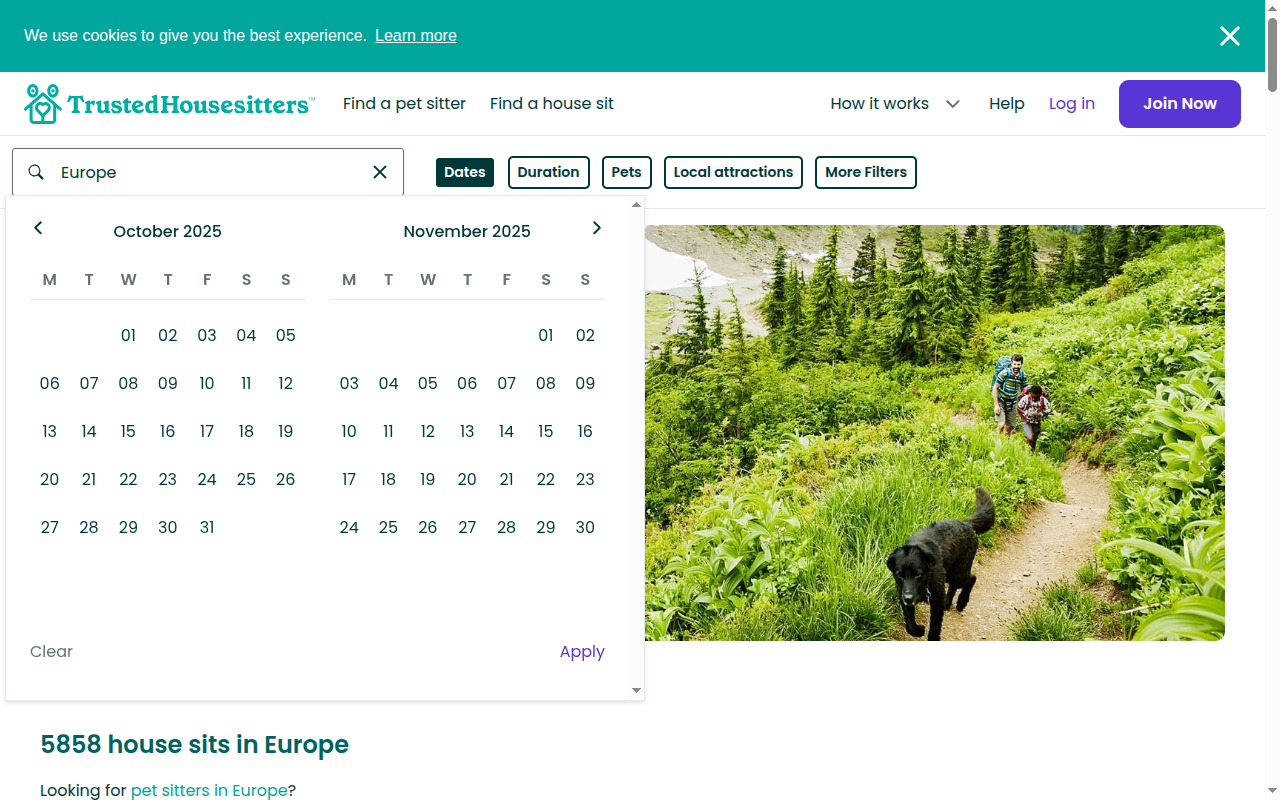 We use cookies to give you the best experience. Learn more
TrustedHousesitters™ Find a pet sitter Find a house sit How it works Help Log in Join Now
Europe Dates Duration Pets Local attractions More Filters
October 2025 November 2025
M T W T F S S M T W T F S S
01 02 03 04 05 01 02
06 07 08 09 10 11 12 03 04 05 06 07 08 09
13 14 15 16 17 18 19 10 11 12 13 14 15 16
20 21 22 23 24 25 26 17 18 19 20 21 22 23
27 28 29 30 31 24 25 26 27 28 29 30
Clear Apply
5858 house sits in Europe
Looking for pet sitters in Europe?